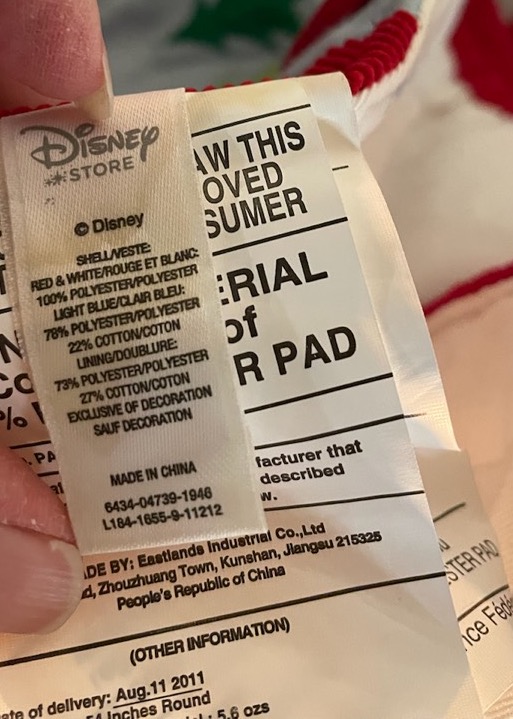 DISNEY
STORE
© Disney
SHELL/VESTE:
RED & WHITE/ROUGE ET BLANC:
100% POLYESTER/POLYESTER
LIGHT BLUE/CLAIR BLEU:
78% POLYESTER/POLYESTER
22% COTTON/COTON
LINING/DOUBLURE:
73% POLYESTER/POLYESTER
27% COTTON/COTON
EXCLUSIVE OF DECORATION
SAUF DECORATION
MADE IN CHINA
6434-04739-1946
L184-1655-9-11212
AW THIS
OVED
SUMER
ERIAL
of
R PAD
facturer that
described
w.
ADE BY: Eastlands Industrial Co.,Ltd
d, Zhouzhuang Town, Kunshan, Jiangsu 215325
People's Republic of China
(OTHER INFORMATION)
ate of delivery: Aug.11 2011
Inches Round
5.6 ozs
STER PAD